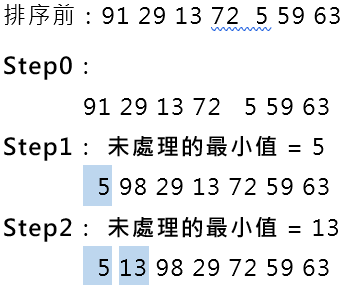 排序前：91 29 13 72 5 59 63
Step0：
91 29 13 72 5 59 63
Step1： 未處理的最小值 = 5
5 98 29 13 72 59 63
Step2： 未處理的最小值 = 13
5 13 98 29 72 59 63